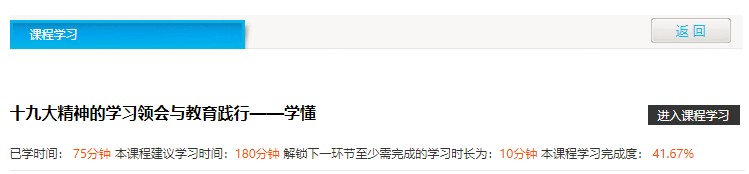 课程学习
返 回
十九大精神的学习领会与教育践行——学懂
进入课程学习
已学时间： 75分钟 本课程建议学习时间：180分钟 解锁下一环节至少需完成的学习时长为：10分钟 本课程学习完成度： 41.67%